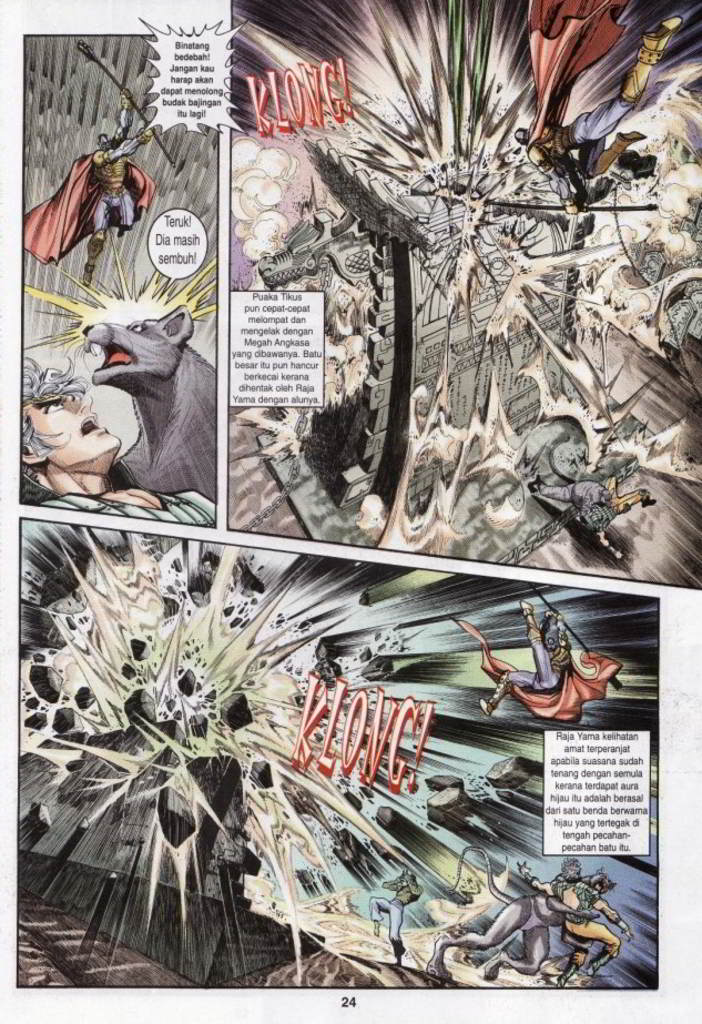 Binatang
bedebah!
Jangan kau
harap akan
dapat menolong
budak bajingan
itu lagi!
Teruk!
Dia masih
sembuh!
KLONG!
Puaka Tikus
pun cepat-cepat
melompat dan
mengelak dengan
Megah Angkasa
yang dibawanya. Batu
besar itu pun hancur
berkecai kerana
dihentak oleh Raja
Yama dengan alunya.
KLONG!
Raja Yama kelihatan
amat terperanjat
apabila suasana sudah
tenang dengan semula
kerana terdapat aura
hijau itu adalah berasal
dari satu benda berwarna
hijau yang tertegak di
tengah pecahan-
pecahan batu itu.
24